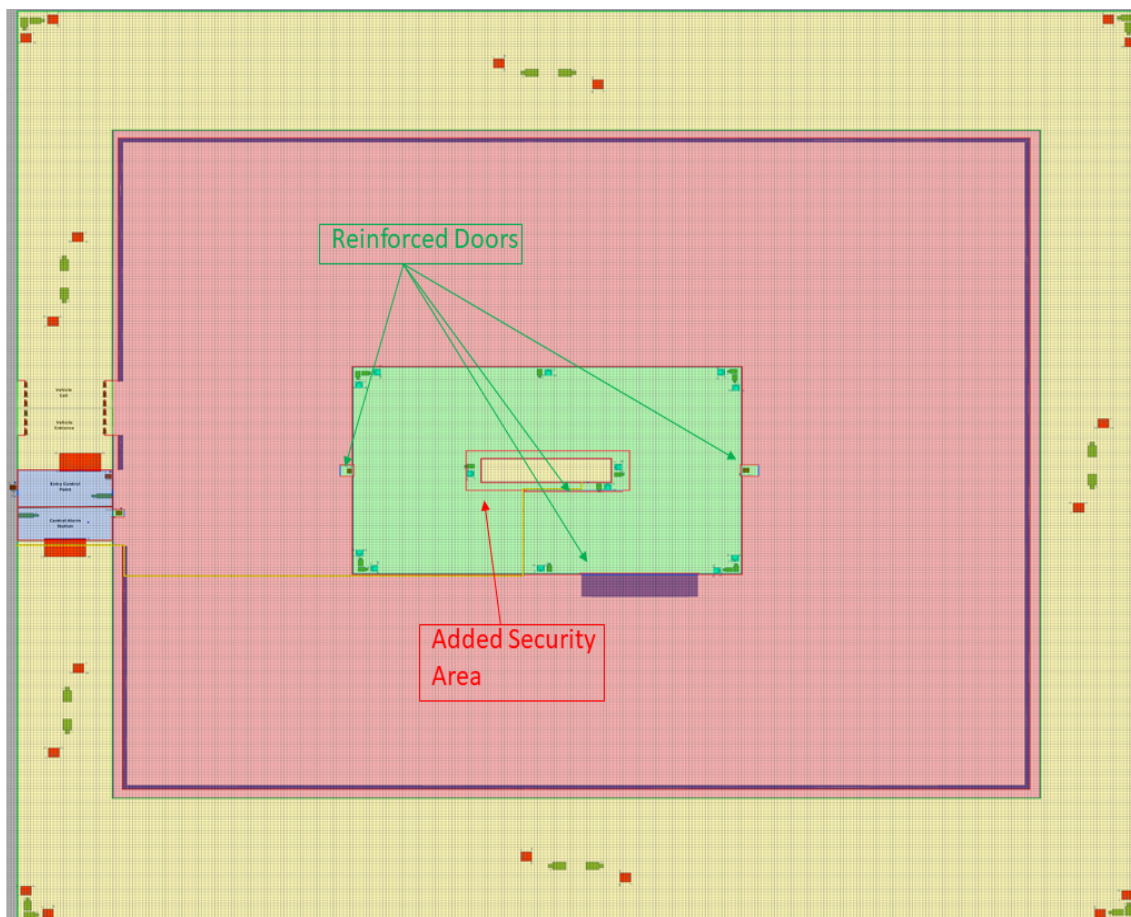 Reinforced Doors
Vehicle
Exit
Vehicle
Entrance
Entry Control
Point
Central Alarm
Station
Added Security
Area